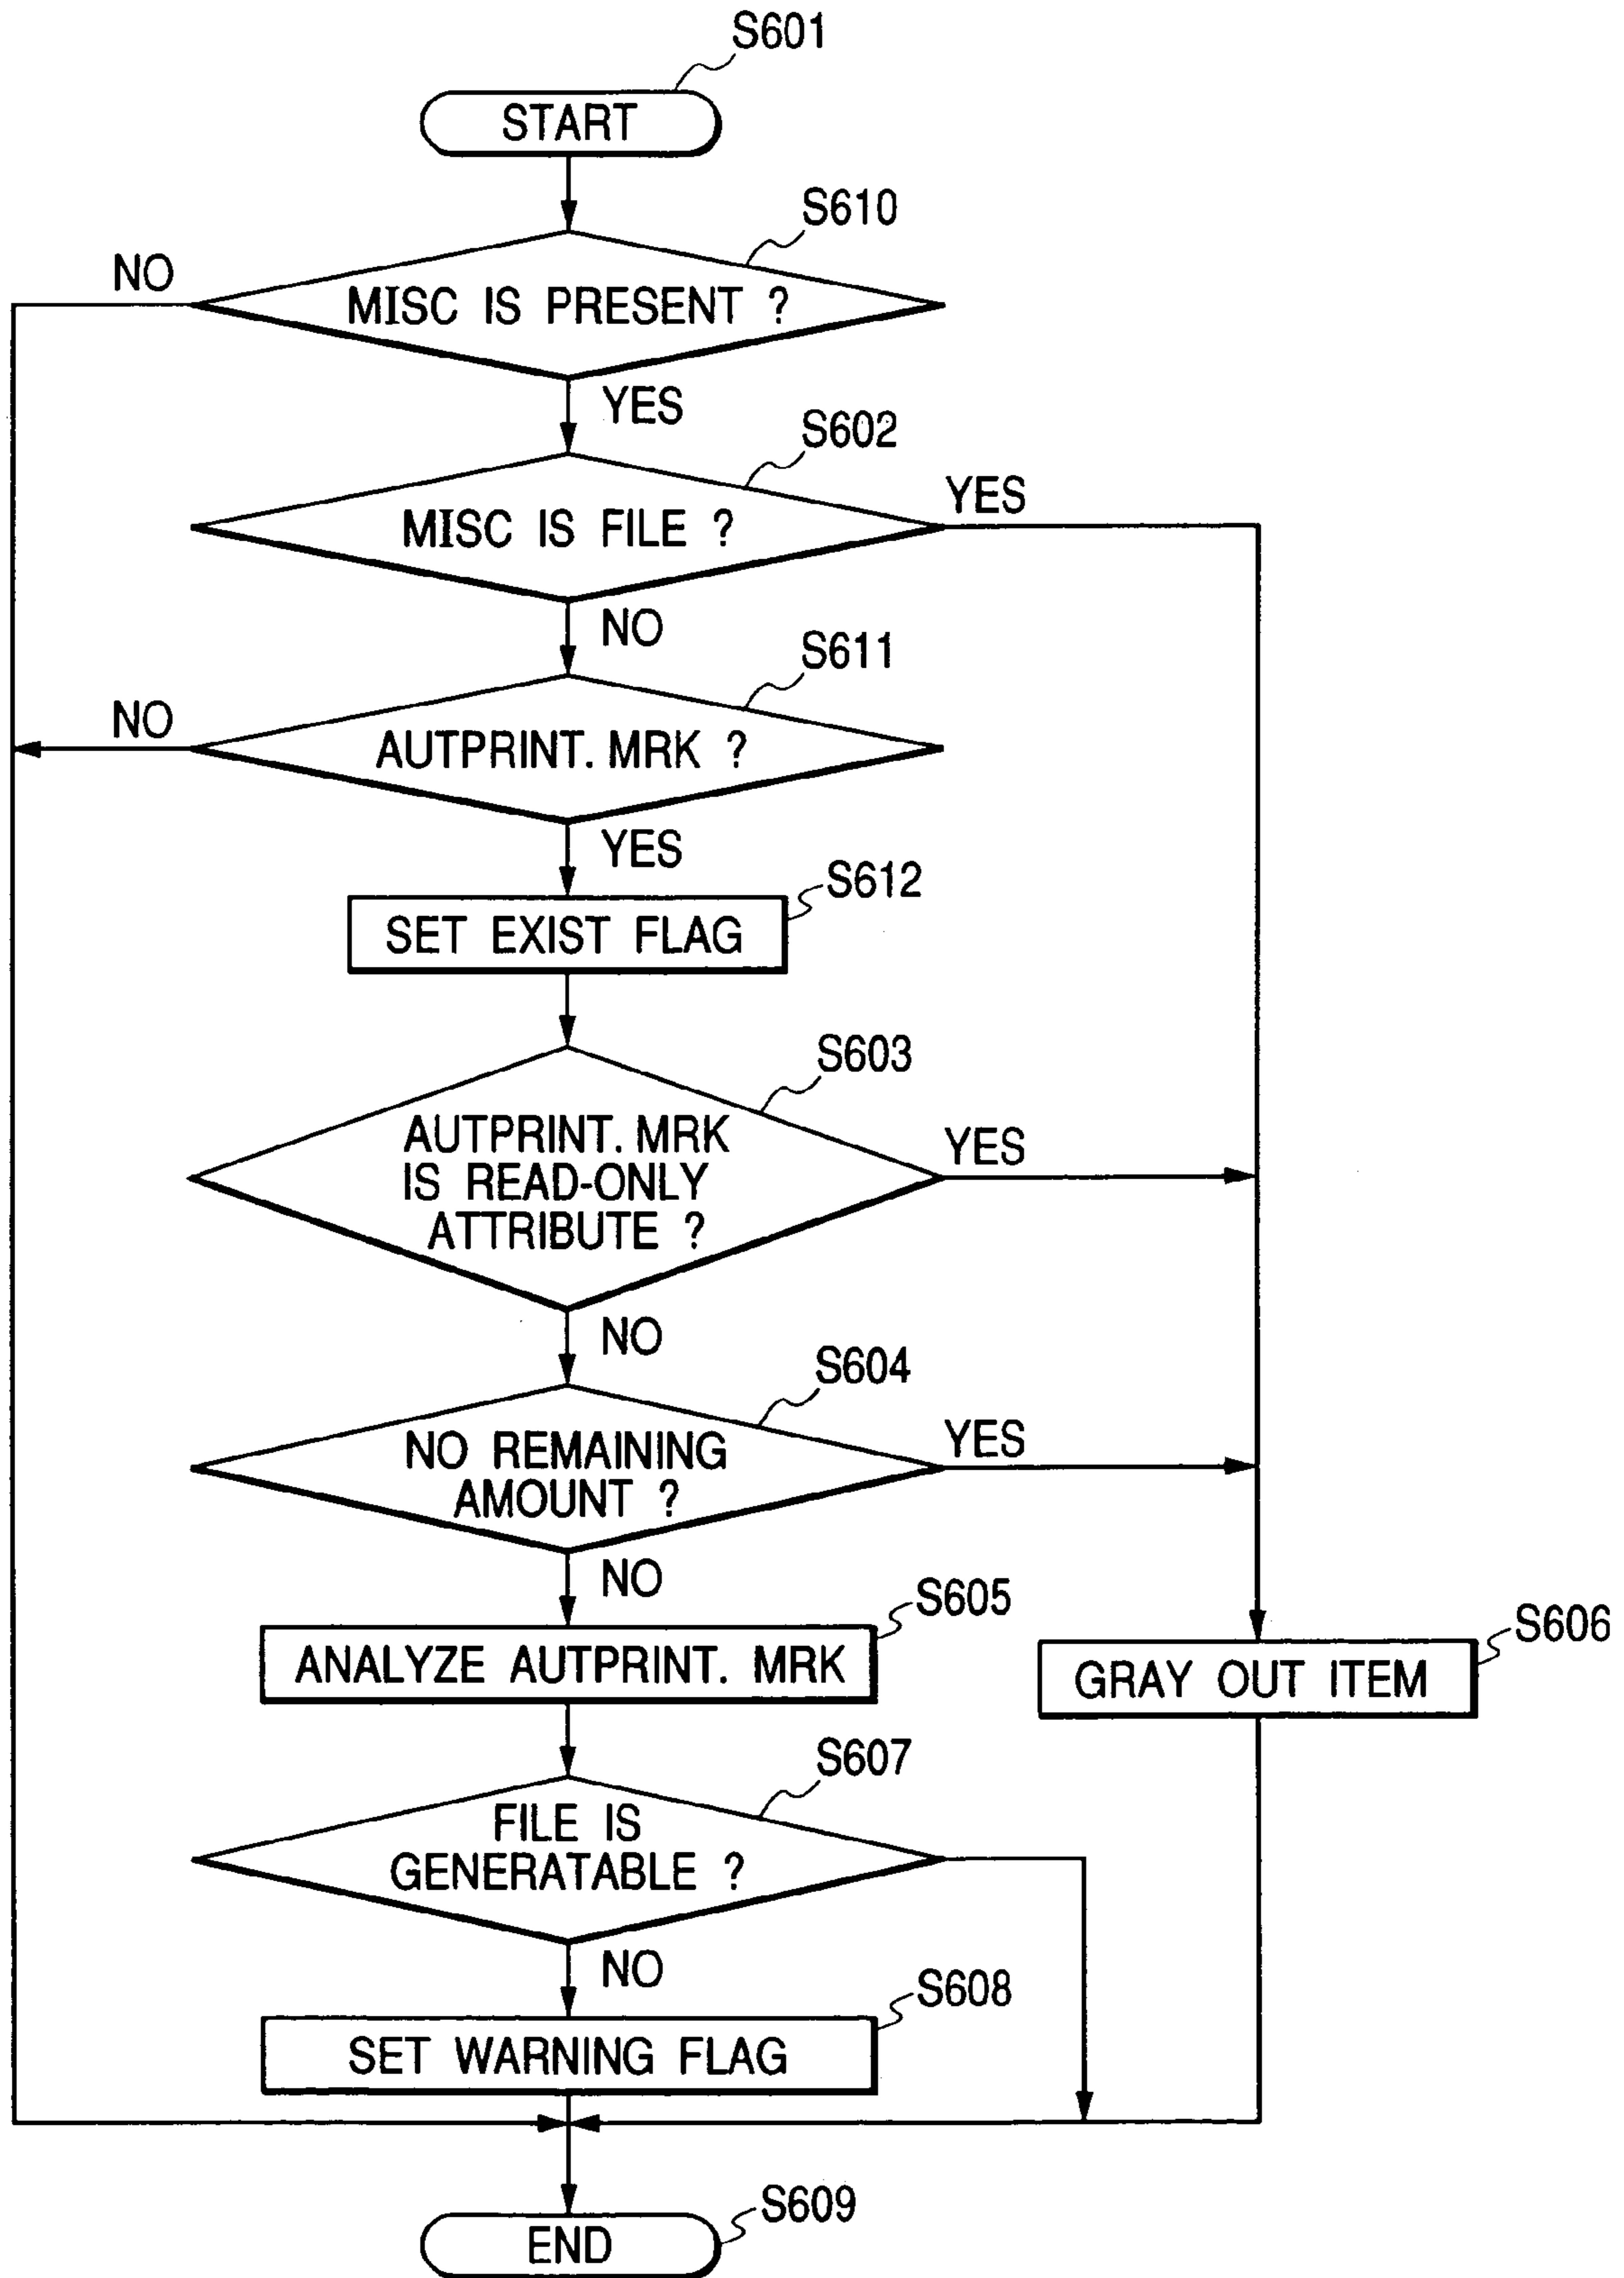 S601
START
S610
NO
MISC IS PRESENT ?
YES
S602
YES
MISC IS FILE ?
NO
S611
NO
AUTPRINT. MRK ?
YES
S612
SET EXIST FLAG
S603
AUTPRINT. MRK
IS READ-ONLY
ATTRIBUTE ?
YES
NO
S604
NO REMAINING
AMOUNT ?
YES
NO
S605
ANALYZE AUTPRINT. MRK
S606
GRAY OUT ITEM
S607
FILE IS
GENERATABLE ?
NO
S608
SET WARNING FLAG
S609
END